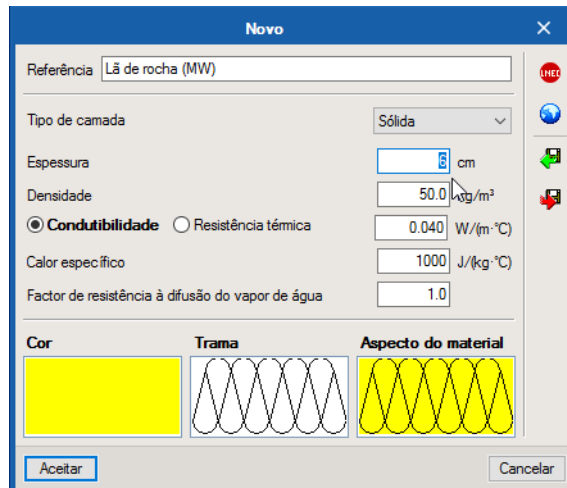 Novo
Referência Lã de rocha (MW)
LNEC
Tipo de camada Sólida
Espessura 6 cm
Densidade 50.0 kg/m³
Condutibilidade Resistência térmica 0.040 W/(m·°C)
Calor específico 1000 J/(kg·°C)
Factor de resistência à difusão do vapor de água 1.0
Cor Trama Aspecto do material
Aceitar Cancelar